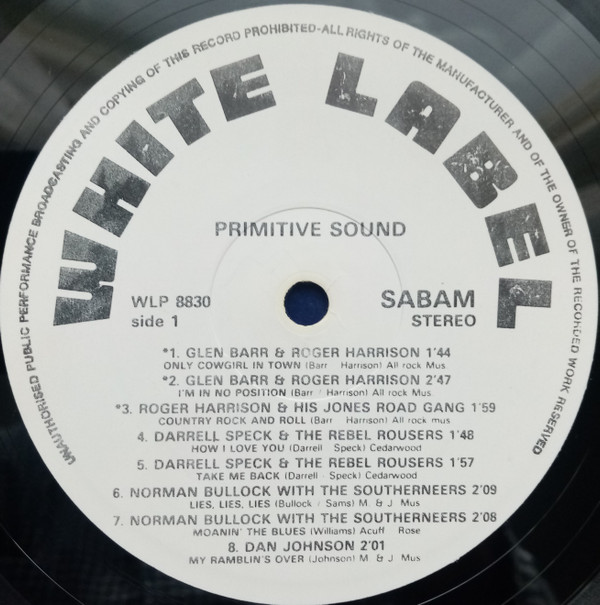 UNAUTHORISED PUBLIC PERFORMANCE BROADCASTING AND COPYING OF THIS RECORD PROHIBITED-ALL RIGHTS OF THE MANUFACTURER AND OF THE OWNER OF THE RECORDED WORK RESERVED
WHITE LABEL
PRIMITIVE SOUND
WLP 8830
side 1
SABAM
STEREO
*1. GLEN BARR & ROGER HARRISON 1'44
ONLY COWGIRL IN TOWN (Barr Harrison) All rock Mus
*2. GLEN BARR & ROGER HARRISON 2'47
I'M IN NO POSITION (Barr / Harrison) All rock Mus
*3. ROGER HARRISON & HIS JONES ROAD GANG 1'59
COUNTRY ROCK AND ROLL (Barr Harrison) All rock mus
4. DARRELL SPECK & THE REBEL ROUSERS 1'48
HOW I LOVE YOU (Darrell Speck) Cedarwood
5. DARRELL SPECK & THE REBEL ROUSERS 1'57
TAKE ME BACK (Darrell Speck) Cedarwood
6. NORMAN BULLOCK WITH THE SOUTHERNEERS 2'09
LIES, LIES, LIES (Bullock / Sams) M & J Mus
7. NORMAN BULLOCK WITH THE SOUTHERNEERS 2'08
MOANIN' THE BLUES (Williams) Acuff Rose
8. DAN JOHNSON 2'01
MY RAMBLIN'S OVER (Johnson) M & J Mus